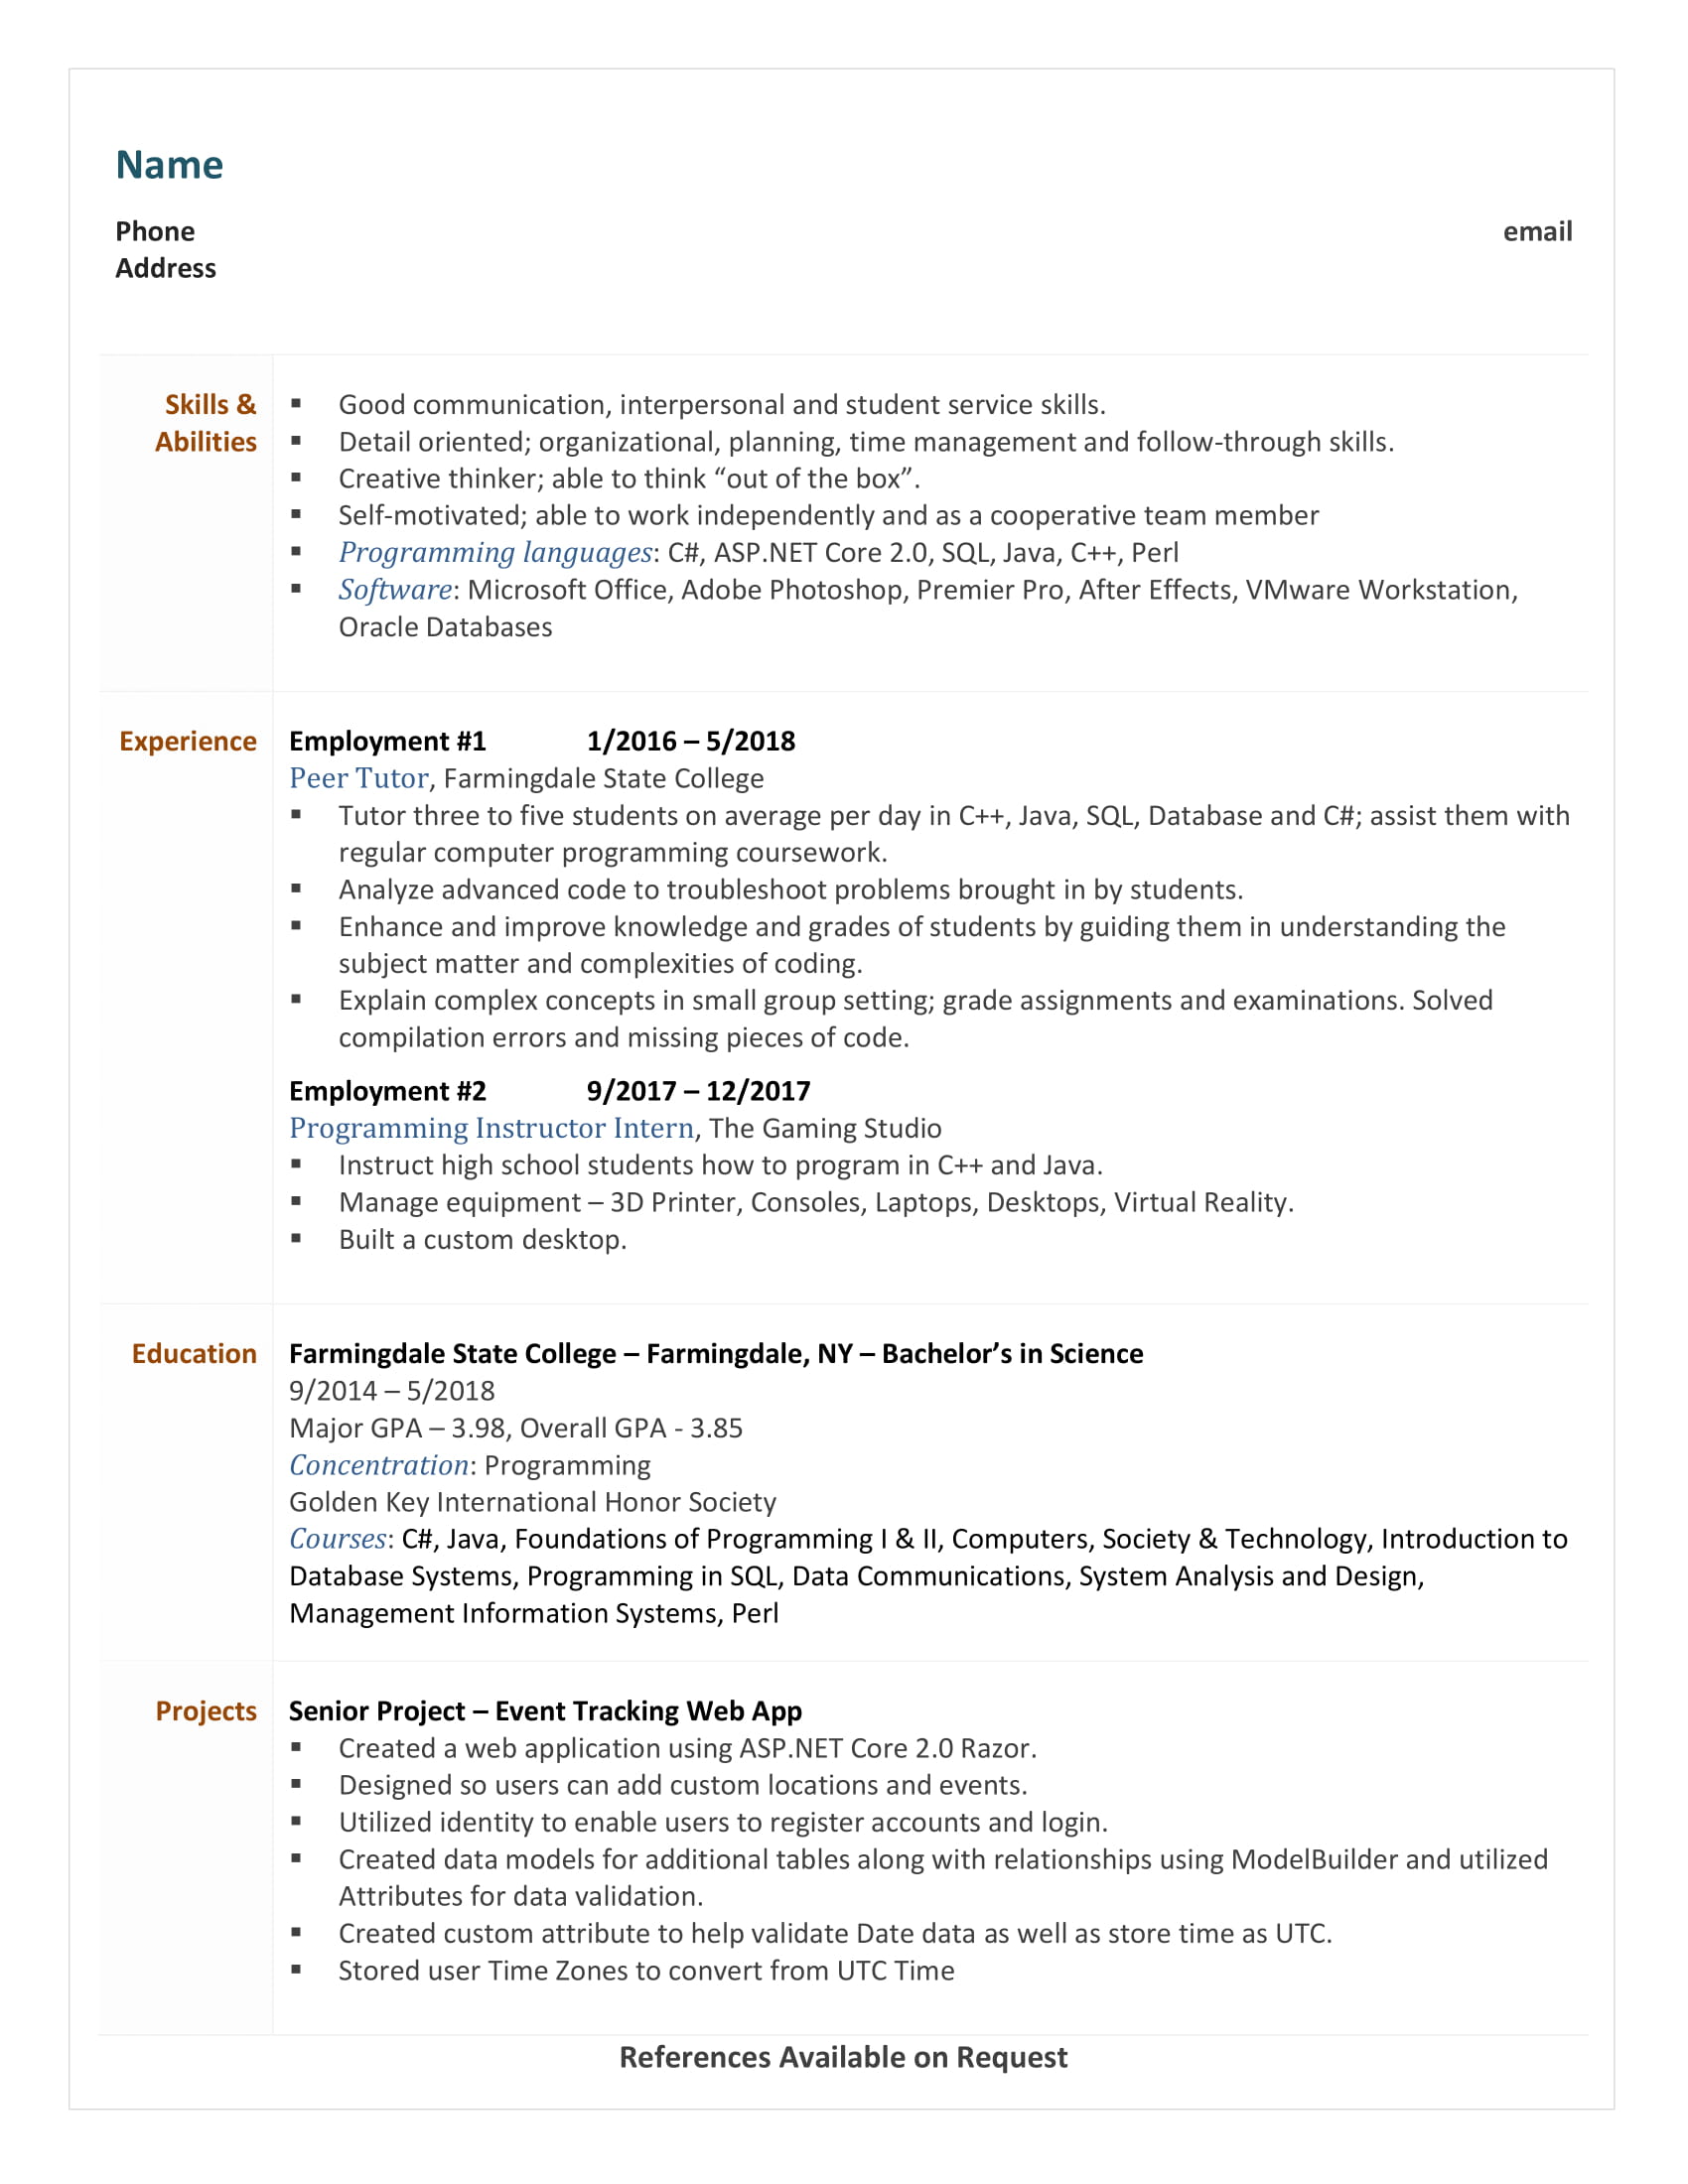 Name
Phone email
Address
Skills &
Abilities
▪ Good communication, interpersonal and student service skills.
▪ Detail oriented; organizational, planning, time management and follow-through skills.
▪ Creative thinker; able to think “out of the box”.
▪ Self-motivated; able to work independently and as a cooperative team member
▪ Programming languages: C#, ASP.NET Core 2.0, SQL, Java, C++, Perl
▪ Software: Microsoft Office, Adobe Photoshop, Premier Pro, After Effects, VMware Workstation,
Oracle Databases
Experience
Employment #1 1/2016 – 5/2018
Peer Tutor, Farmingdale State College
▪ Tutor three to five students on average per day in C++, Java, SQL, Database and C#; assist them with
regular computer programming coursework.
▪ Analyze advanced code to troubleshoot problems brought in by students.
▪ Enhance and improve knowledge and grades of students by guiding them in understanding the
subject matter and complexities of coding.
▪ Explain complex concepts in small group setting; grade assignments and examinations. Solved
compilation errors and missing pieces of code.
Employment #2 9/2017 – 12/2017
Programming Instructor Intern, The Gaming Studio
▪ Instruct high school students how to program in C++ and Java.
▪ Manage equipment – 3D Printer, Consoles, Laptops, Desktops, Virtual Reality.
▪ Built a custom desktop.
Education
Farmingdale State College – Farmingdale, NY – Bachelor’s in Science
9/2014 – 5/2018
Major GPA – 3.98, Overall GPA - 3.85
Concentration: Programming
Golden Key International Honor Society
Courses: C#, Java, Foundations of Programming I & II, Computers, Society & Technology, Introduction to
Database Systems, Programming in SQL, Data Communications, System Analysis and Design,
Management Information Systems, Perl
Projects
Senior Project – Event Tracking Web App
▪ Created a web application using ASP.NET Core 2.0 Razor.
▪ Designed so users can add custom locations and events.
▪ Utilized identity to enable users to register accounts and login.
▪ Created data models for additional tables along with relationships using ModelBuilder and utilized
Attributes for data validation.
▪ Created custom attribute to help validate Date data as well as store time as UTC.
▪ Stored user Time Zones to convert from UTC Time
References Available on Request